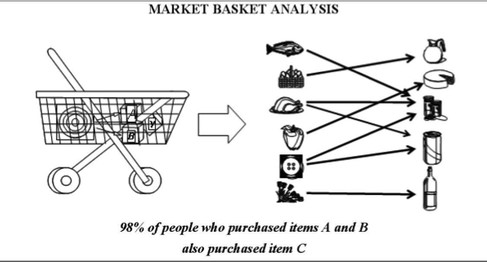 MARKET BASKET ANALYSIS
98% of people who purchased items A and B
also purchased item C